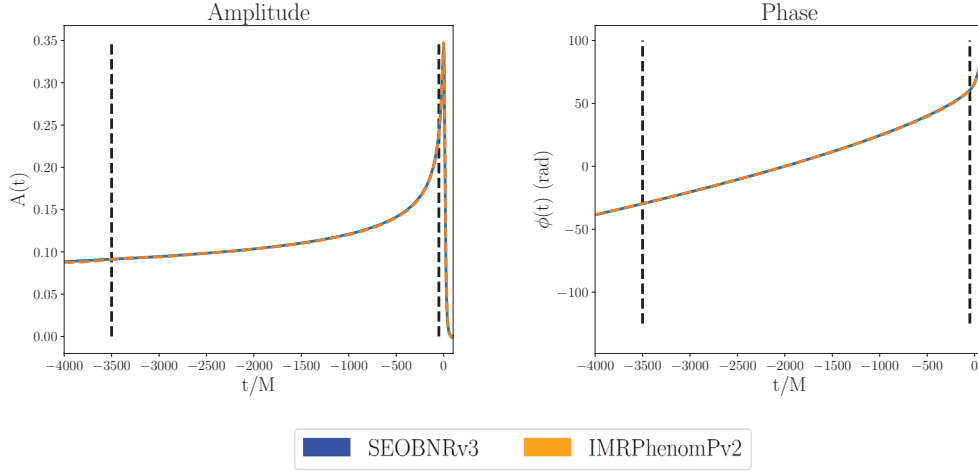 Amplitude
Phase
0.35
0.30
0.25
0.20
0.15
0.10
0.05
0.00
A(t)
−4000 −3500 −3000 −2500 −2000 −1500 −1000 −500 0
t/M
100
50
0
−50
−100
ϕ(t) (rad)
−4000 −3500 −3000 −2500 −2000 −1500 −1000 −500 0
t/M
SEOBNRv3 IMRPhenomPv2